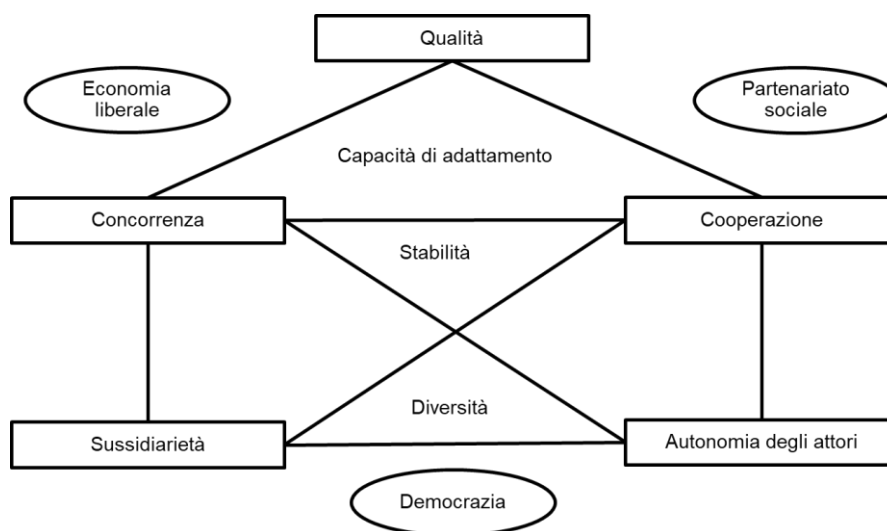 Qualità
Economia
liberale
Partenariato
sociale
Capacità di adattamento
Concorrenza
Cooperazione
Stabilità
Diversità
Sussidiarietà
Autonomia degli attori
Democrazia